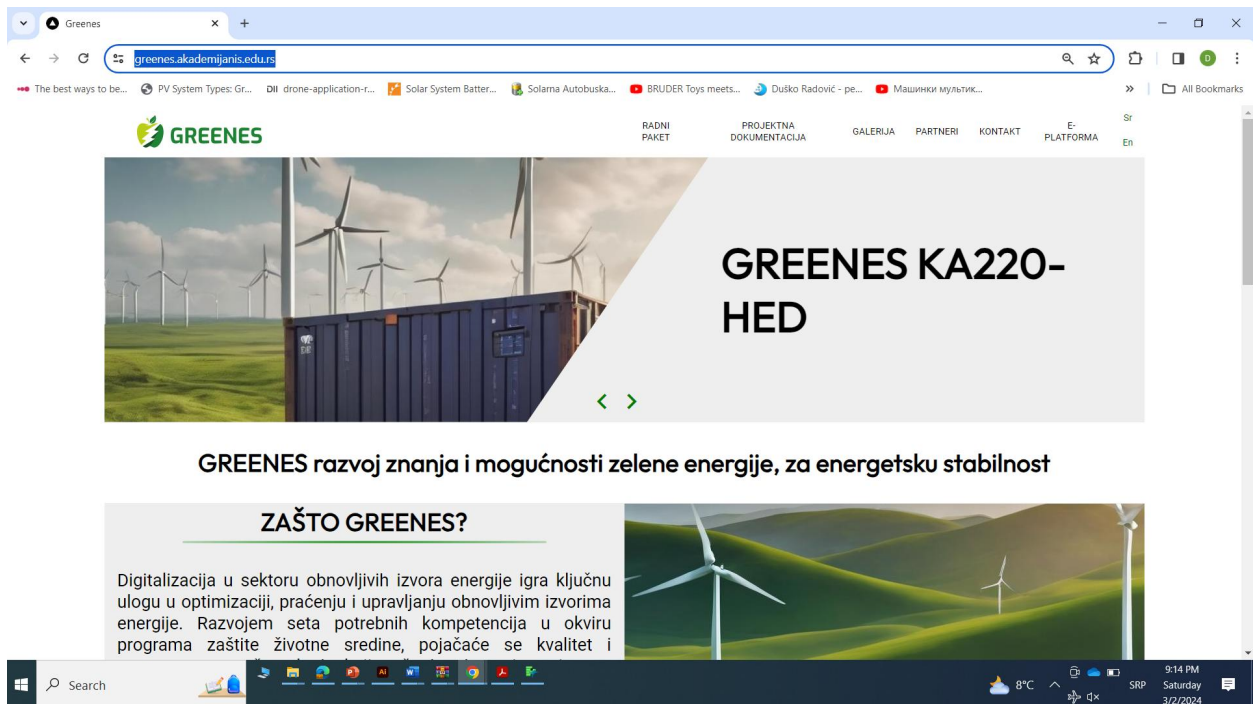 Greenes
greenes.akademijanis.edu.rs
The best ways to be... PV System Types: Gr... DII drone-application-r... Solar System Batter... Solarna Autobuska... BRUDER Toys meets... Duško Radović - pe... Машинки мультик... All Bookmarks
GREENES
RADNI PAKET
PROJEKTNA DOKUMENTACIJA
GALERIJA
PARTNERI
KONTAKT
E-PLATFORMA
Sr
En
GREENES KA220-
HED
GREENES razvoj znanja i mogućnosti zelene energije, za energetsku stabilnost
ZAŠTO GREENES?
Digitalizacija u sektoru obnovljivih izvora energije igra ključnu
ulogu u optimizaciji, praćenju i upravljanju obnovljivim izvorima
energije. Razvojem seta potrebnih kompetencija u okviru
programa zaštite životne sredine, pojačaće se kvalitet i
Search
8°C
SRP
9:14 PM
Saturday
3/2/2024